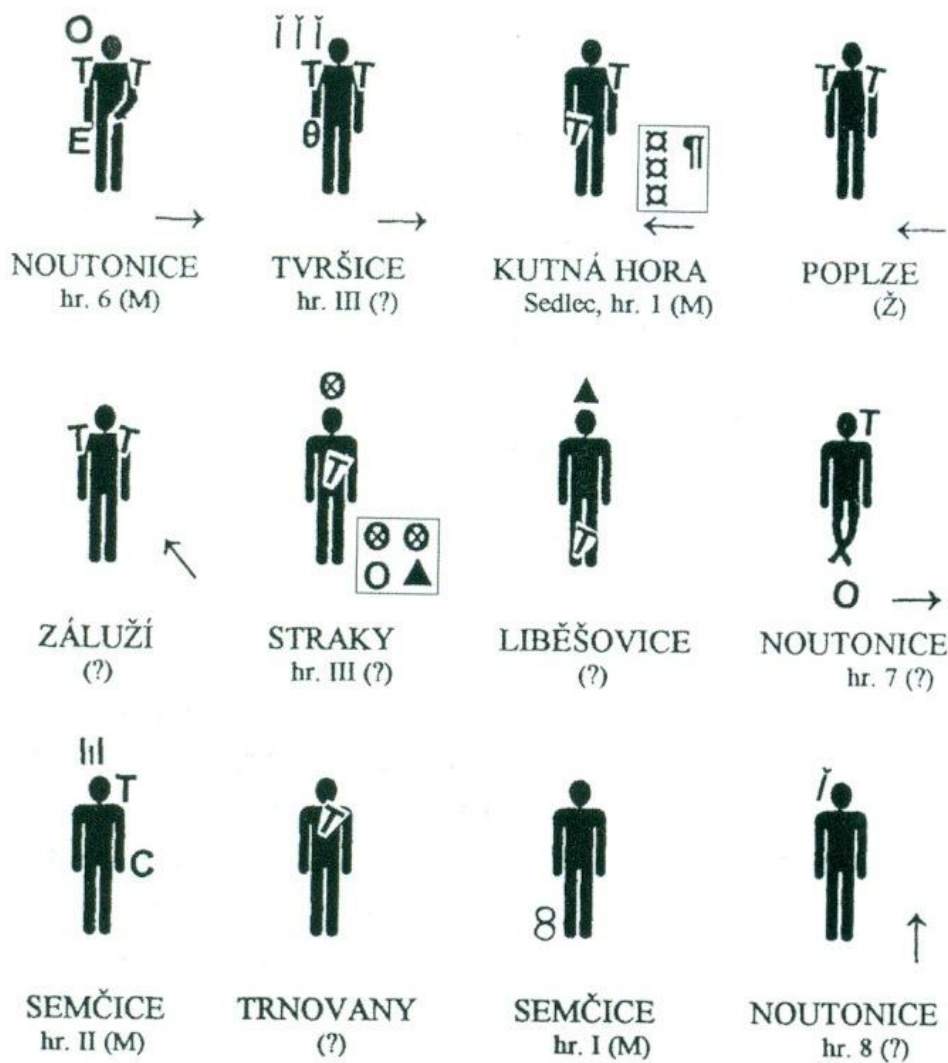 O
T T
E
NOUTONICE
hr. 6 (M)
Ï Ï Ï
T T
θ
TVRŠICE
hr. III (?)
T
T
¤ ¶
¤
¤
KUTNÁ HORA
Sedlec, hr. 1 (M)
T T
POPLZE
(Ž)
T T
ZÁLUŽÍ
(?)
T
O
STRAKY
hr. III (?)
T
LIBĚŠOVICE
(?)
T
O
NOUTONICE
hr. 7 (?)
T
C
SEMČICE
hr. II (M)
T
TRNOVANY
(?)
8
SEMČICE
hr. I (M)
NOUTONICE
hr. 8 (?)